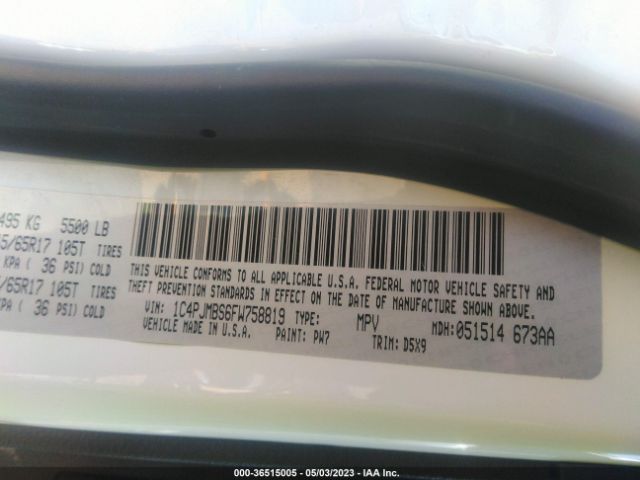 495 KG 5500 LB
5/65R17 105T TIRES
KPA ( 36 PSI) COLD
/65R17 105T TIRES
KPA ( 36 PSI) COLD
THIS VEHICLE CONFORMS TO ALL APPLICABLE U.S.A. FEDERAL MOTOR VEHICLE SAFETY AND
THEFT PREVENTION STANDARDS IN EFFECT ON THE DATE OF MANUFACTURE SHOWN ABOVE.
VIN: 1C4PJMBS6FW758819 TYPE: MPV MDH: 051514 673AA
VEHICLE MADE IN U.S.A. PAINT: PW7 TRIM: D5X9
000-36515005 - 05/03/2023 - IAA Inc.